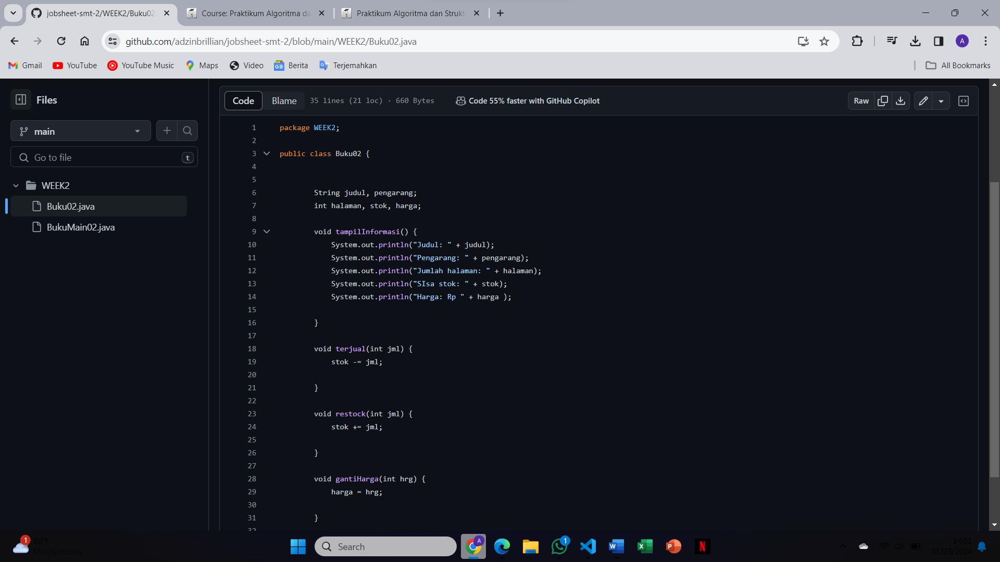 jobsheet-smt-2/WEEK2/Buku02
Course: Praktikum Algoritma da
Praktikum Algoritma dan Strukt
github.com/adzinbrillian/jobsheet-smt-2/blob/main/WEEK2/Buku02.java
A
Gmail
YouTube
YouTube Music
Maps
Video
Berita
Terjemahkan
All Bookmarks
Files
main
Go to file
t
WEEK2
Buku02.java
BukuMain02.java
Code
Blame
35 lines (21 loc) · 660 Bytes
Code 55% faster with GitHub Copilot
Raw
1 package WEEK2;
2
3 public class Buku02 {
4
5
6 String judul, pengarang;
7 int halaman, stok, harga;
8
9 void tampilInformasi() {
10 System.out.println("Judul: " + judul);
11 System.out.println("Pengarang: " + pengarang);
12 System.out.println("Jumlah halaman: " + halaman);
13 System.out.println("SIsa stok: " + stok);
14 System.out.println("Harga: Rp " + harga );
15
16 }
17
18 void terjual(int jml) {
19 stok -= jml;
20
21 }
22
23 void restock(int jml) {
24 stok += jml;
25
26 }
27
28 void gantiHarga(int hrg) {
29 harga = hrg;
30
31 }
32
1
80°F
Mostly cloudy
Search
A
1
14:01
01/03/2024